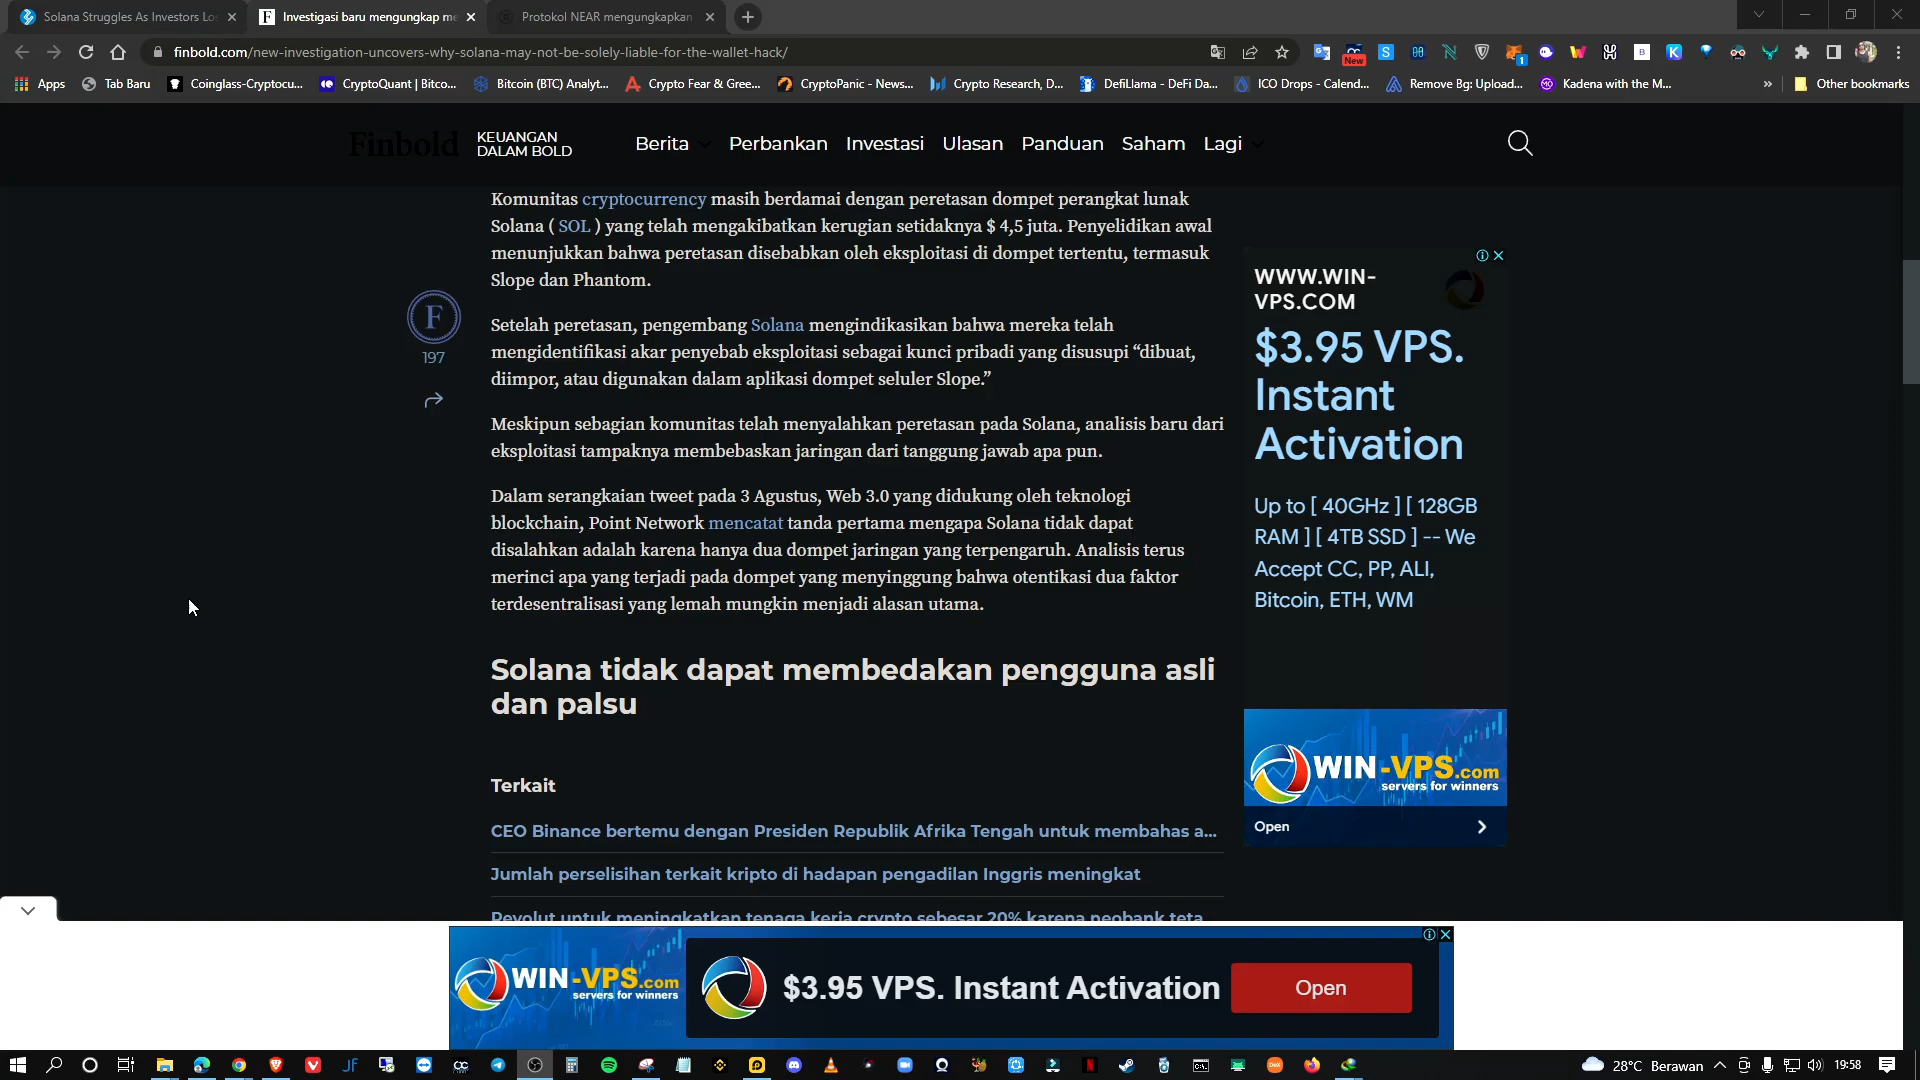 Solana Struggles As Investors Lo
Investigasi baru mengungkap me
Protokol NEAR mengungkapkan
finbold.com/new-investigation-uncovers-why-solana-may-not-be-solely-liable-for-the-wallet-hack/
New
1
Apps
Tab Baru
Coinglass-Cryptocu...
CryptoQuant | Bitco...
Bitcoin (BTC) Analyt...
Crypto Fear & Gree...
CryptoPanic - News...
Crypto Research, D...
DefiLlama - DeFi Da...
ICO Drops - Calend...
Remove Bg: Upload...
Kadena with the M...
»
Other bookmarks
Finbold
KEUANGAN
DALAM BOLD
Berita
Perbankan
Investasi
Ulasan
Panduan
Saham
Lagi
Komunitas cryptocurrency masih berdamai dengan peretasan dompet perangkat lunak
Solana ( SOL ) yang telah mengakibatkan kerugian setidaknya $ 4,5 juta. Penyelidikan awal
menunjukkan bahwa peretasan disebabkan oleh eksploitasi di dompet tertentu, termasuk
Slope dan Phantom.
F
197
Setelah peretasan, pengembang Solana mengindikasikan bahwa mereka telah
mengidentifikasi akar penyebab eksploitasi sebagai kunci pribadi yang disusupi “dibuat,
diimpor, atau digunakan dalam aplikasi dompet seluler Slope.”
Meskipun sebagian komunitas telah menyalahkan peretasan pada Solana, analisis baru dari
eksploitasi tampaknya membebaskan jaringan dari tanggung jawab apa pun.
Dalam serangkaian tweet pada 3 Agustus, Web 3.0 yang didukung oleh teknologi
blockchain, Point Network mencatat tanda pertama mengapa Solana tidak dapat
disalahkan adalah karena hanya dua dompet jaringan yang terpengaruh. Analisis terus
merinci apa yang terjadi pada dompet yang menyinggung bahwa otentikasi dua faktor
terdesentralisasi yang lemah mungkin menjadi alasan utama.
Solana tidak dapat membedakan pengguna asli
dan palsu
Terkait
CEO Binance bertemu dengan Presiden Republik Afrika Tengah untuk membahas a...
Jumlah perselisihan terkait kripto di hadapan pengadilan Inggris meningkat
Revolut untuk meningkatkan tenaga kerja crypto sebesar 20% karena neobank teta
WWW.WIN-
VPS.COM
$3.95 VPS.
Instant
Activation
Up to [ 40GHz ] [ 128GB
RAM ] [ 4TB SSD ] -- We
Accept CC, PP, ALI,
Bitcoin, ETH, WM
WIN-VPS.com
servers for winners
Open
WIN-VPS.com
servers for winners
$3.95 VPS. Instant Activation
Open
28°C Berawan
19:58